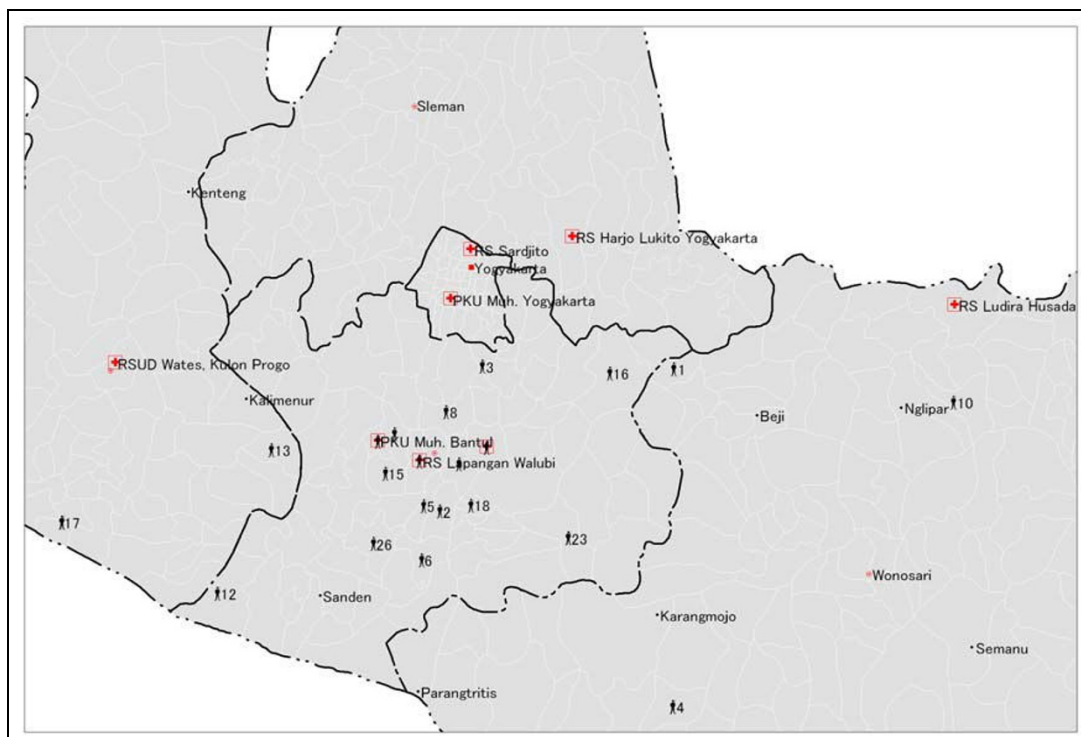 Sleman
Kenteng
RS Harjo Lukito Yogyakarta
RS Sardjito
Yogyakarta
PKU Muh. Yogyakarta
RS Ludira Husada
RSUD Wates, Kulon Progo
3
16
1
Kalimenur
8
Beji
Nglipar
10
PKU Muh. Bantul
13
RS Lapangan Walubi
15
5
2
18
17
26
23
6
Wonosari
12
Sanden
Karangmojo
Semanu
Parangtritis
4